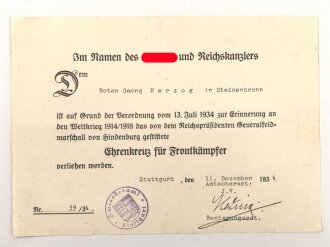 Im Namen des und Reichskanzlers
Dem
Boten Georg Herzog in Steinenbronn
ist auf Grund der Verordnung vom 13. Juli 1934 zur Erinnerung an
den Weltkrieg 1914/1918 das von dem Reichspräsidenten Generalfeld-
marschall von Hindenburg gestiftete
Ehrenkreuz für Frontkämpfer
verliehen worden.
Stuttgart, den 11. Dezember 1934
Amtsoberamt:
I.V.
Nr. 39/34.
Regierungsrat.